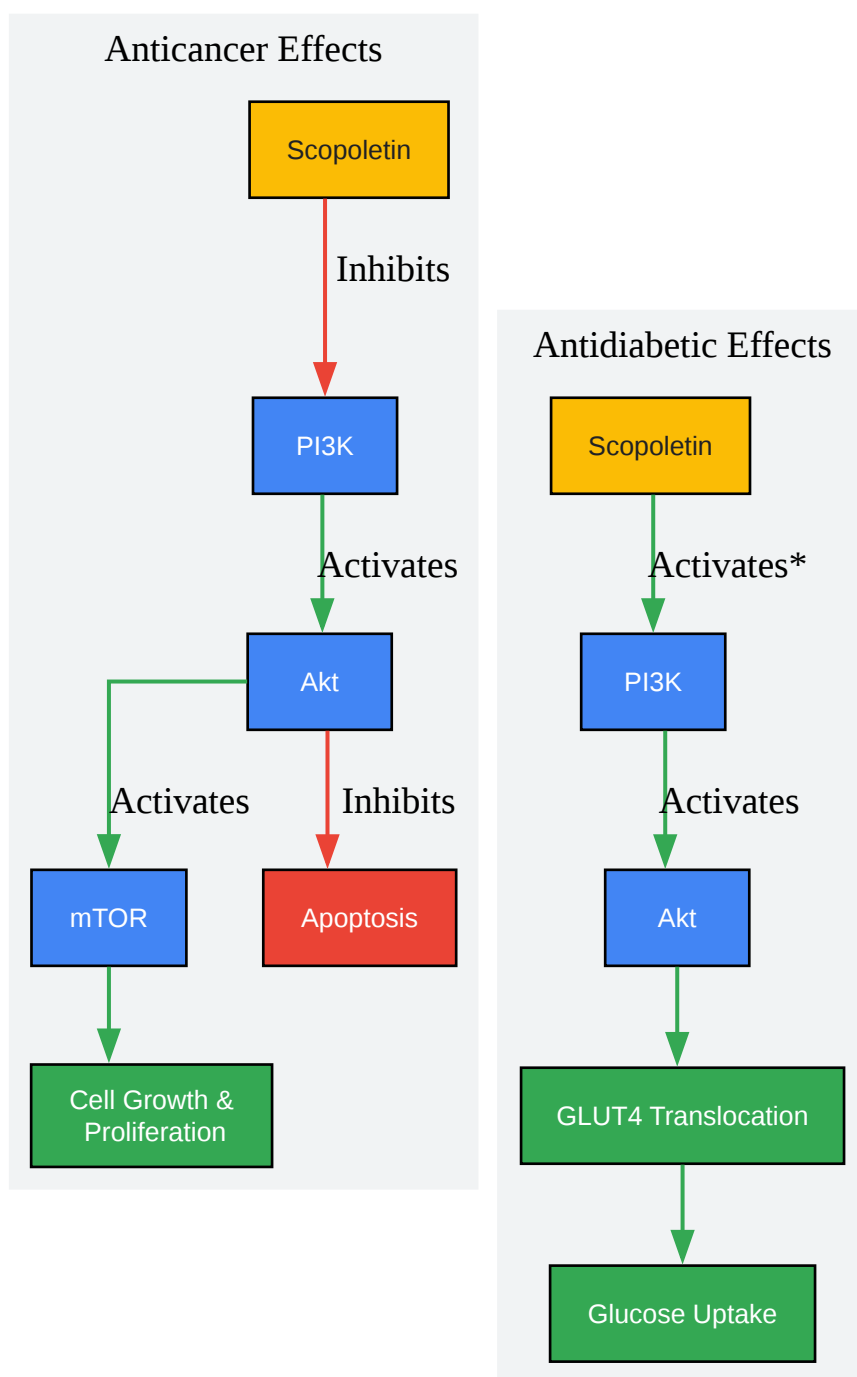 Anticancer Effects
Scopoletin
Inhibits
PI3K
Activates
Akt
Activates
Inhibits
mTOR
Apoptosis
Cell Growth &
Proliferation
Antidiabetic Effects
Scopoletin
Activates*
PI3K
Activates
Akt
GLUT4 Translocation
Glucose Uptake